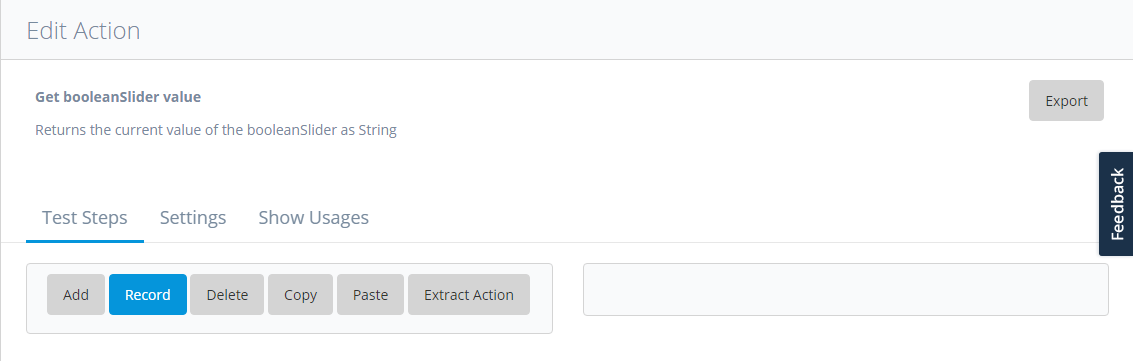 Edit Action
Get booleanSlider value
Export
Returns the current value of the booleanSlider as String
Feedback
Test Steps Settings Show Usages
Add Record Delete Copy Paste Extract Action